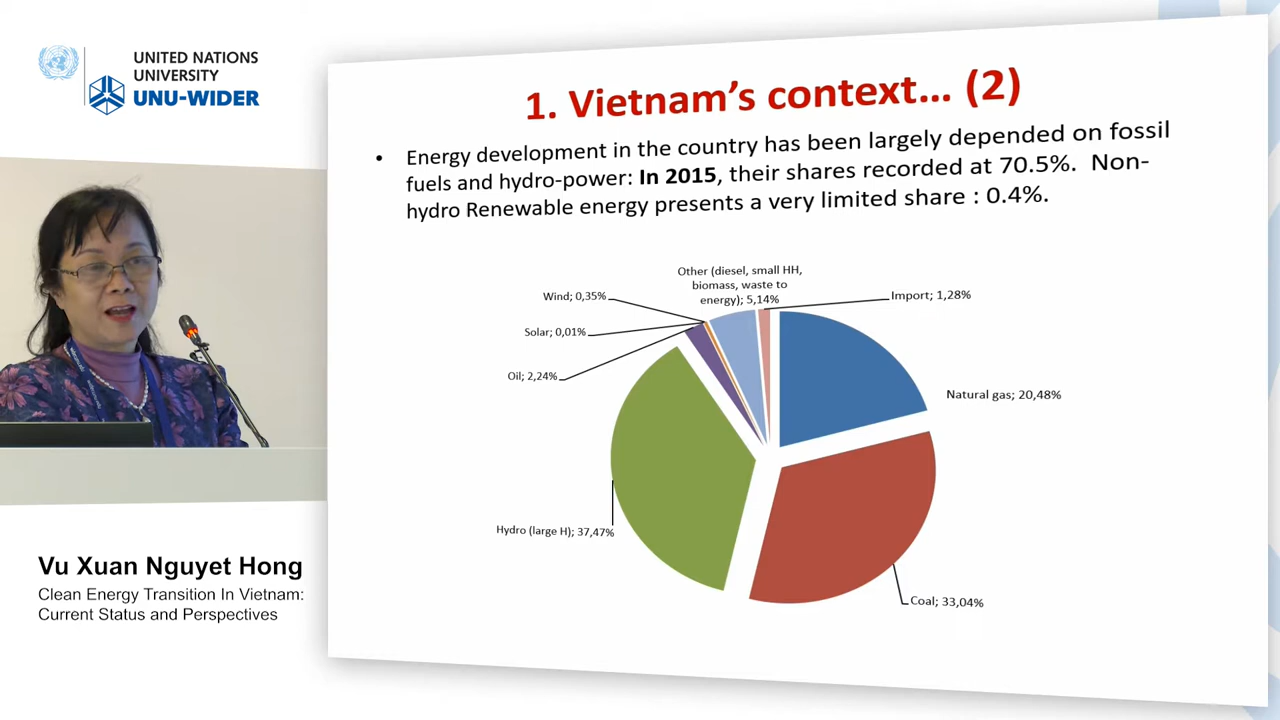 UNITED NATIONS
UNIVERSITY
UNU-WIDER
1. Vietnam's context... (2)
• Energy development in the country has been largely depended on fossil
fuels and hydro-power: In 2015, their shares recorded at 70.5%. Non-
hydro Renewable energy presents a very limited share : 0.4%.
Other (diesel, small HH,
biomass, waste to
energy); 5,14%
Wind; 0,35%
Import; 1,28%
Solar; 0,01%
Oil; 2,24%
Natural gas; 20,48%
Hydro (large H); 37,47%
Coal; 33,04%
Vu Xuan Nguyet Hong
Clean Energy Transition In Vietnam:
Current Status and Perspectives